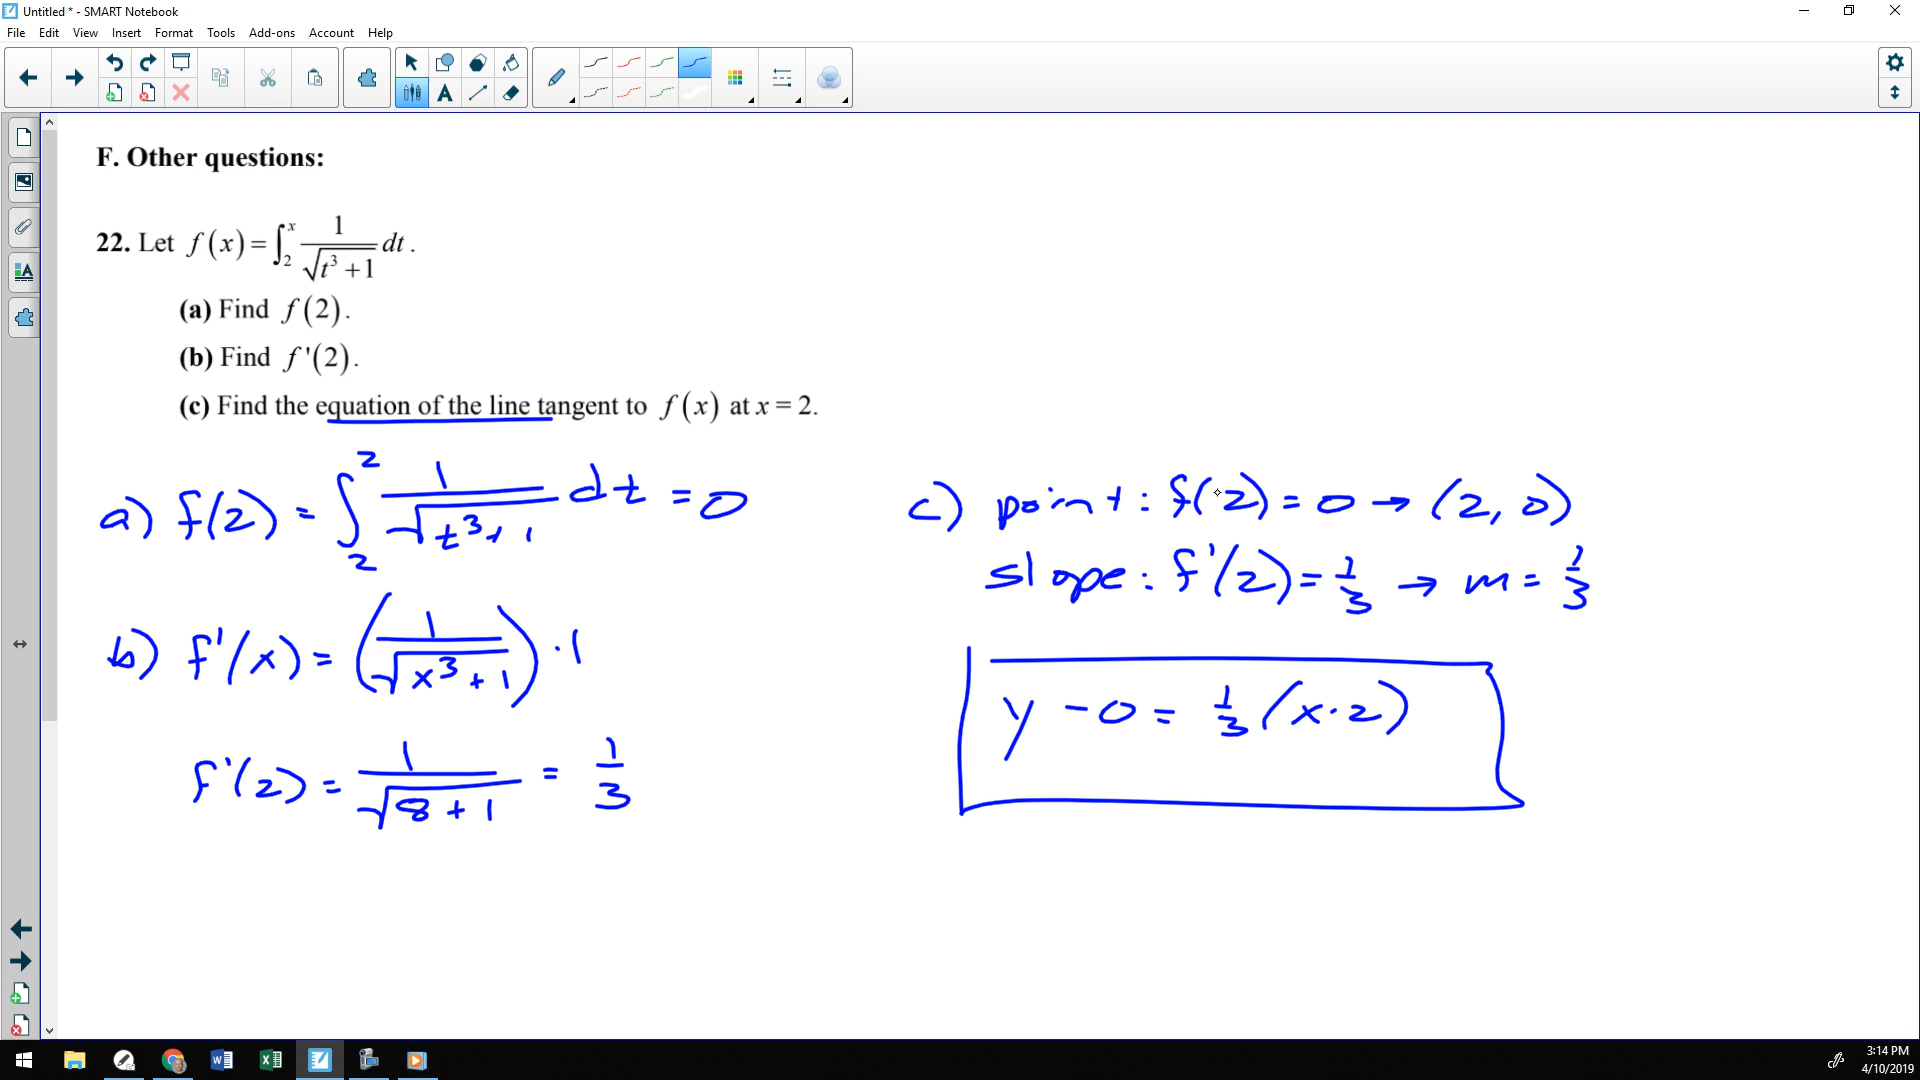 Untitled * - SMART Notebook
File Edit View Insert Format Tools Add-ons Account Help
F. Other questions:
22. Let f(x) = ∫₂ˣ 1/√(t³ + 1) dt.
(a) Find f(2).
(b) Find f'(2).
(c) Find the equation of the line tangent to f(x) at x = 2.
a) f(2) = ∫₂² 1/√(t³ + 1) dt = 0
b) f'(x) = (1/√(x³ + 1)) · 1
f'(2) = 1/√(8 + 1) = 1/3
c) point: f(2) = 0 → (2, 0)
slope: f'(2) = 1/3 → m = 1/3
y - 0 = 1/3 (x - 2)
3:14 PM
4/10/2019